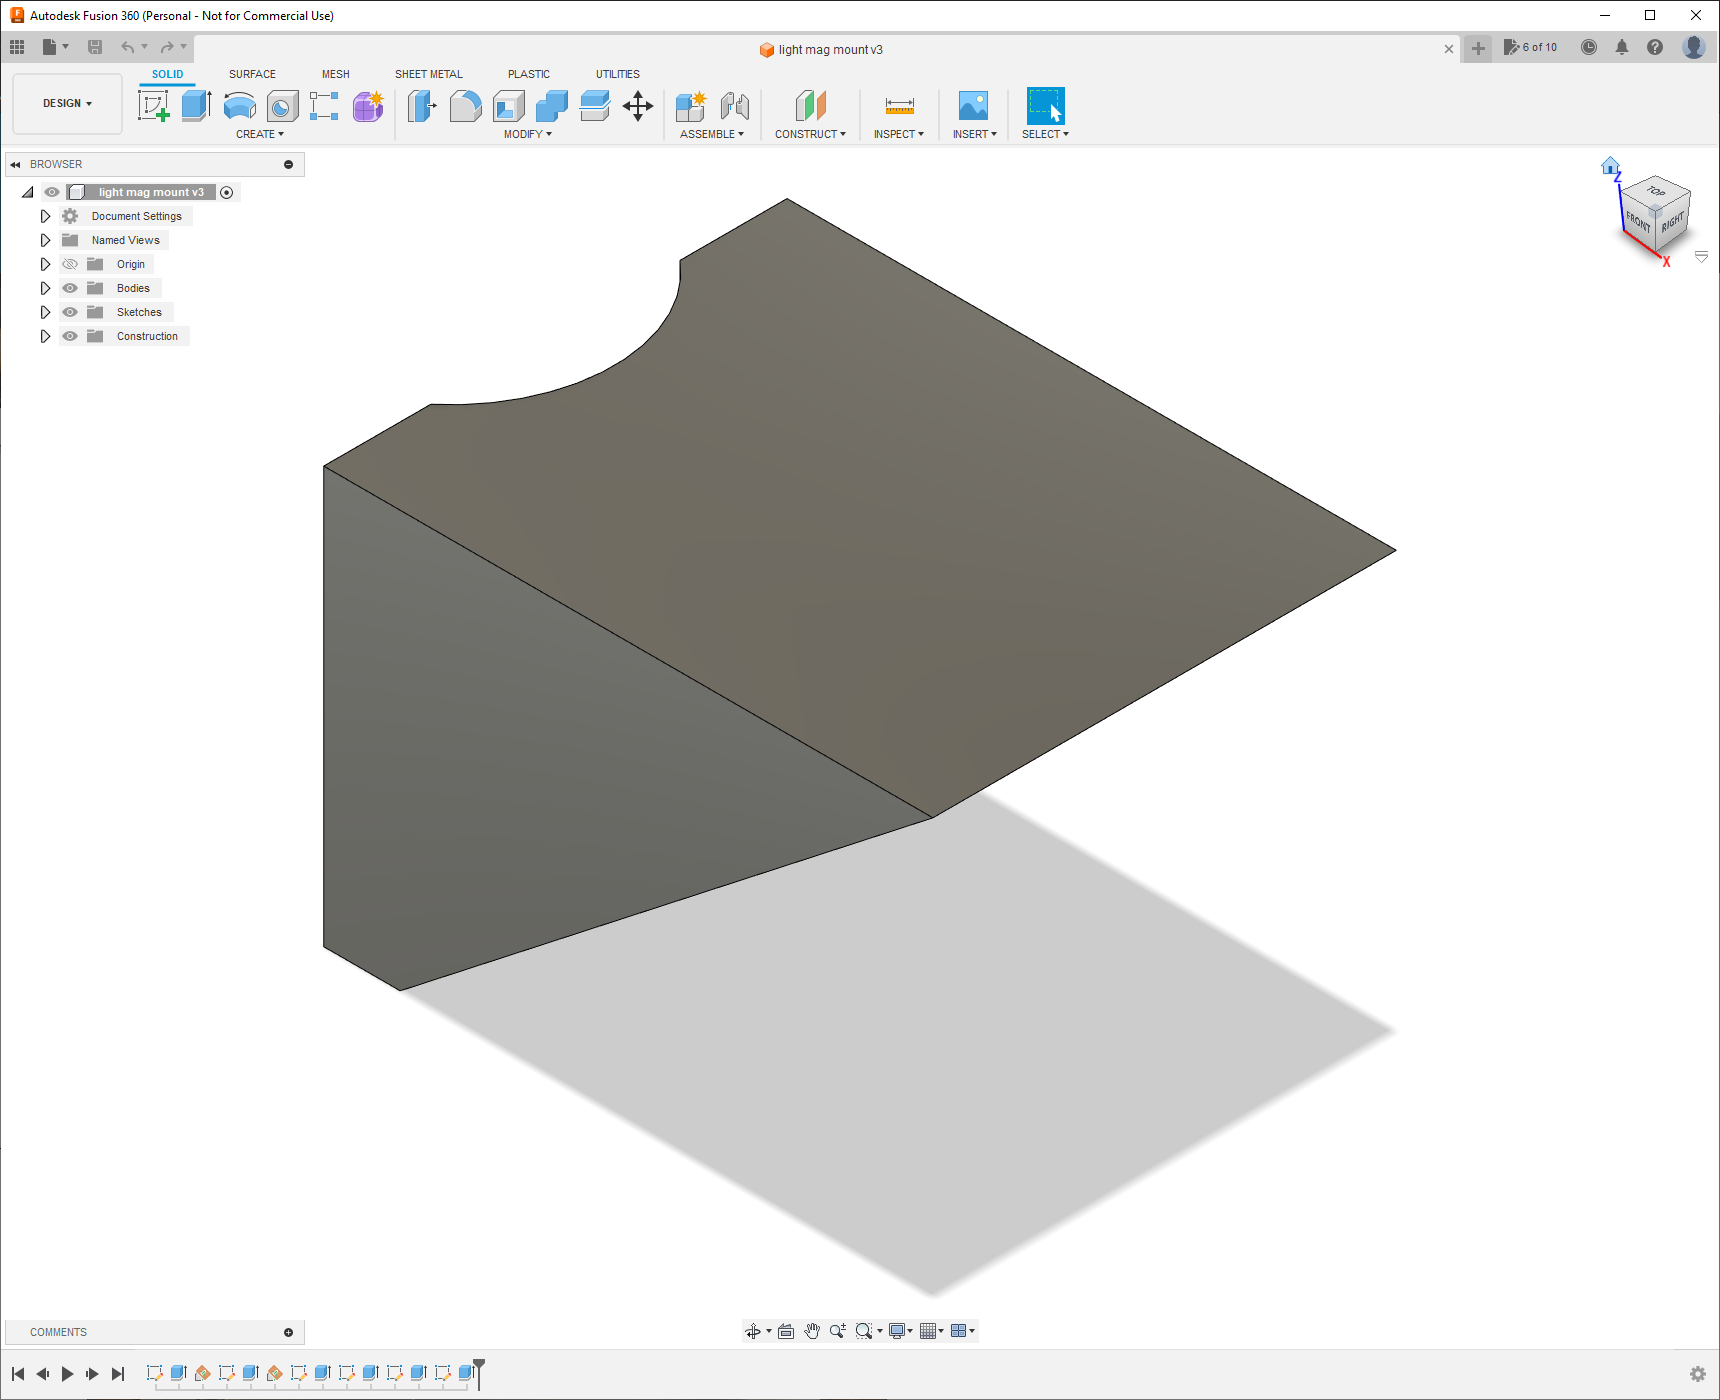 Autodesk Fusion 360 (Personal - Not for Commercial Use)
light mag mount v3
6 of 10
DESIGN
SOLID SURFACE MESH SHEET METAL PLASTIC UTILITIES
CREATE MODIFY ASSEMBLE CONSTRUCT INSPECT INSERT SELECT
BROWSER
light mag mount v3
Document Settings
Named Views
Origin
Bodies
Sketches
Construction
Z
TOP
FRONT
RIGHT
X
COMMENTS